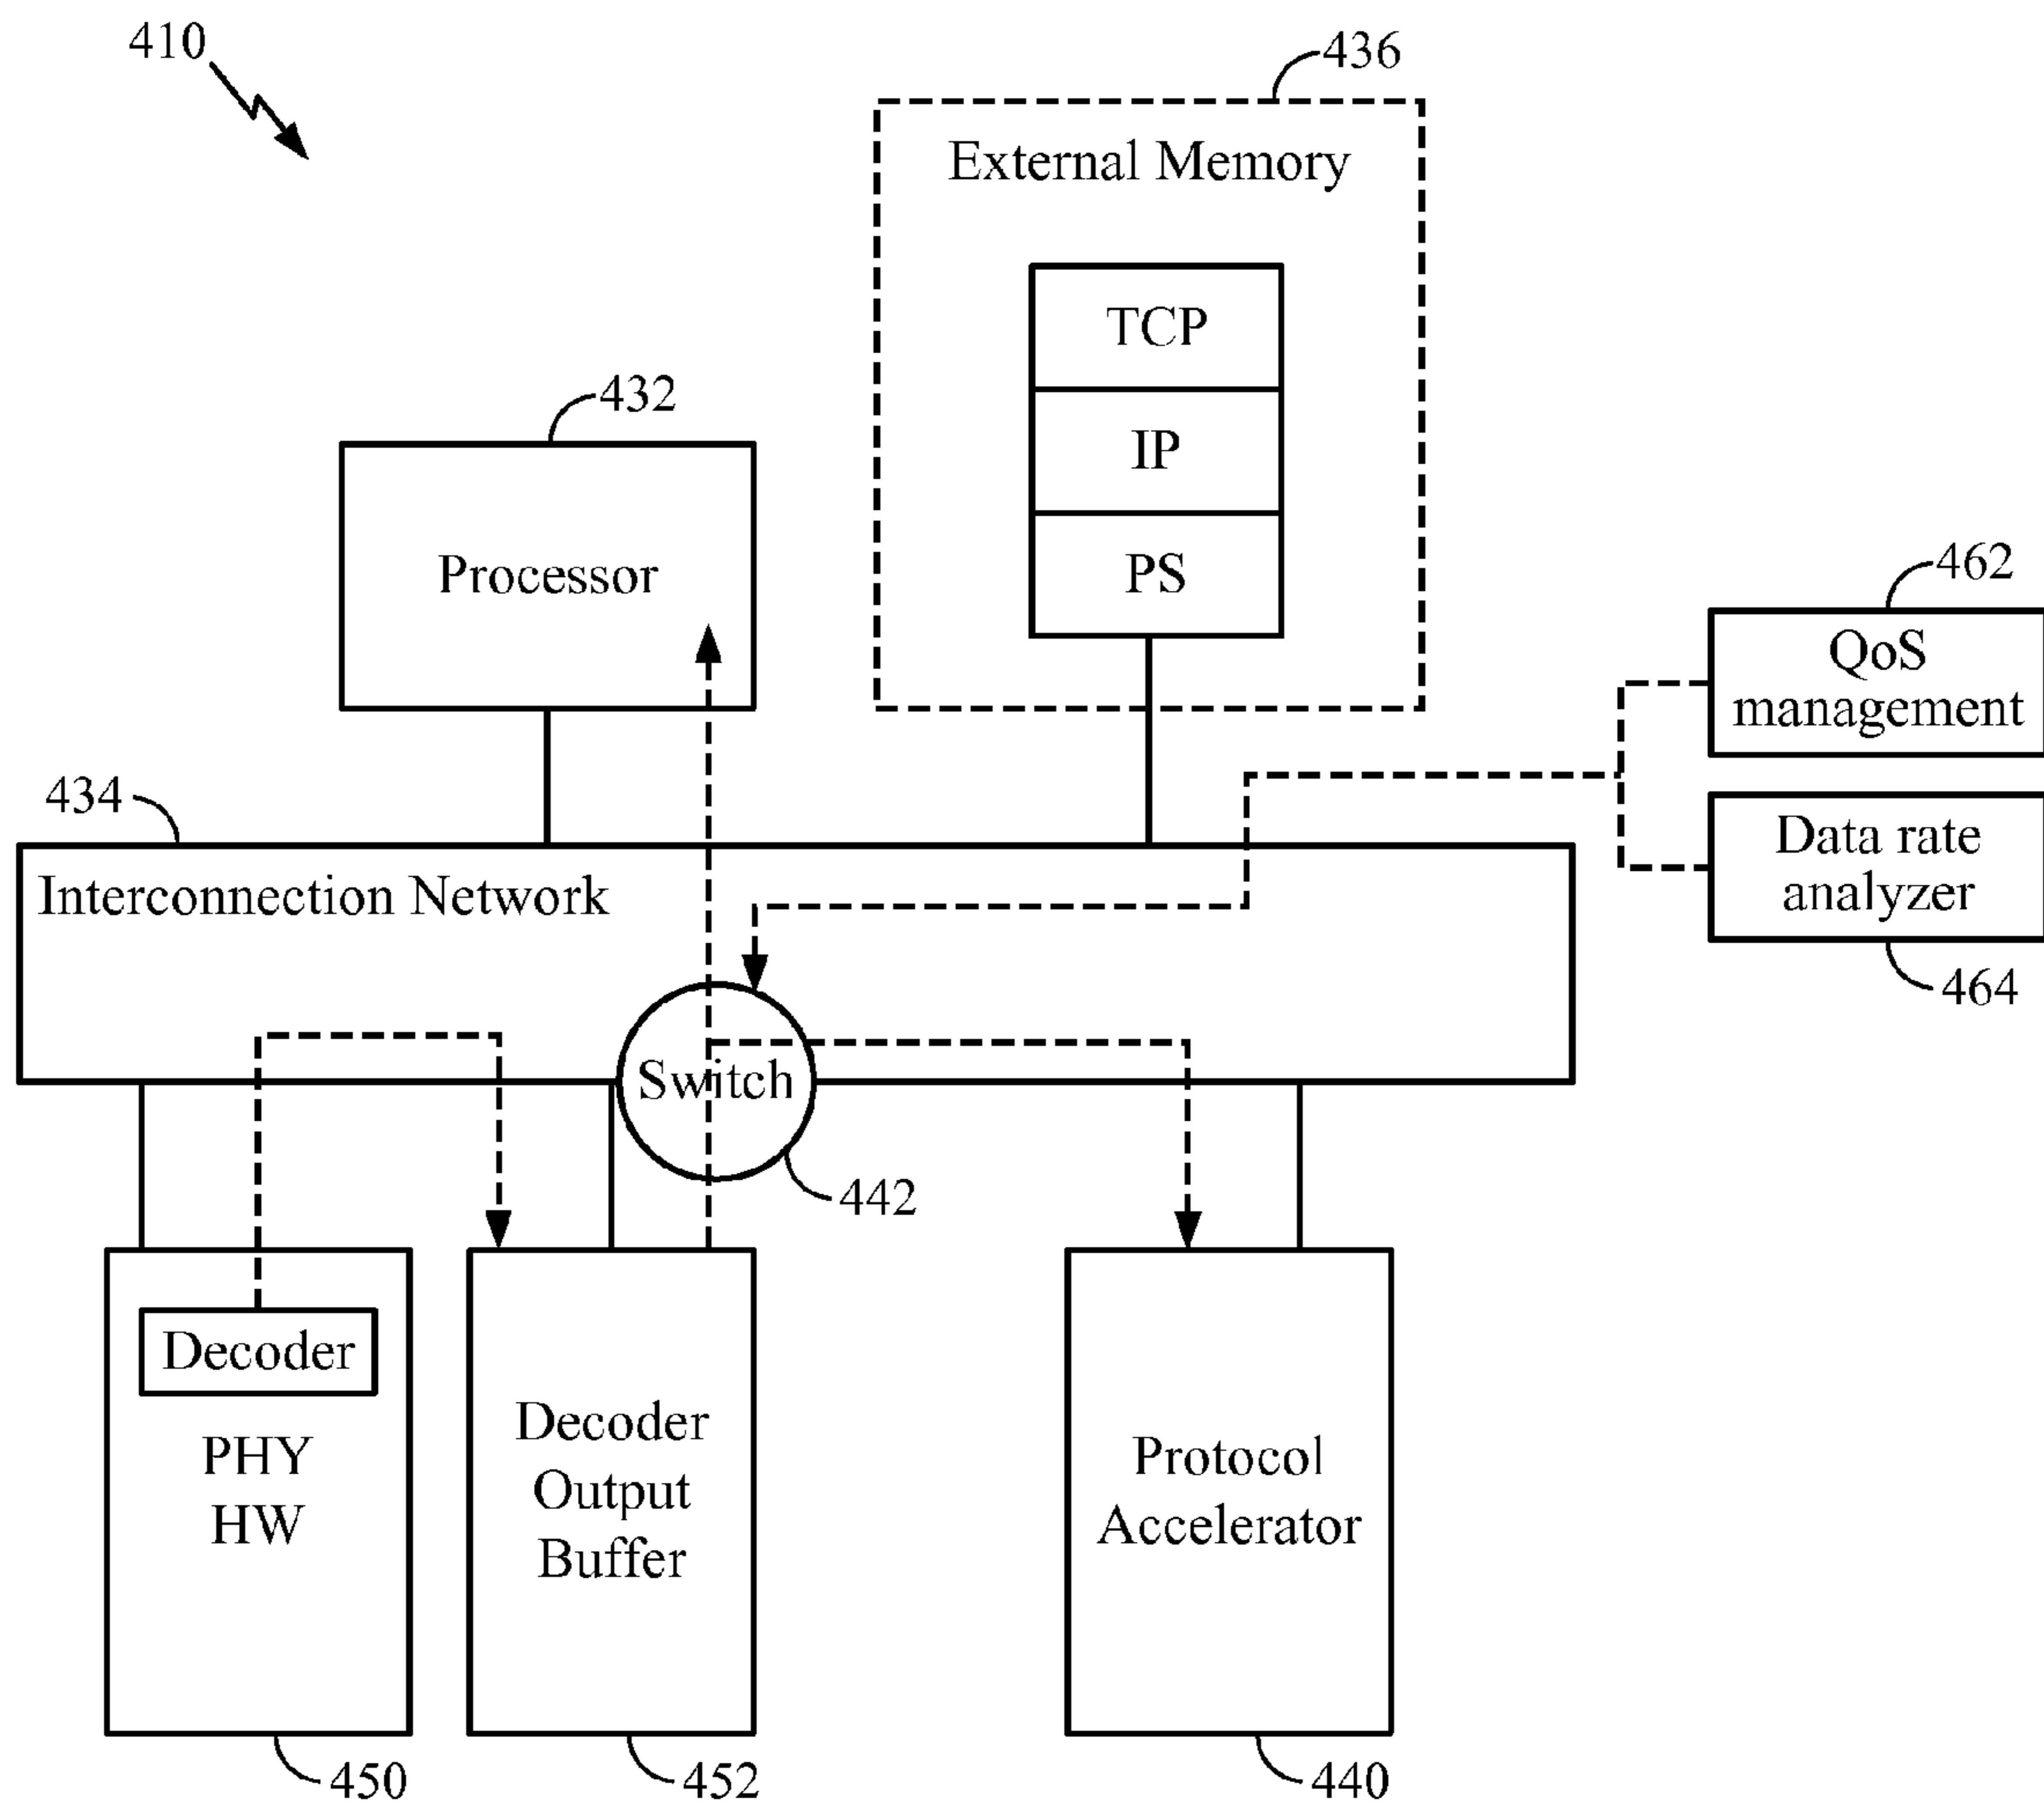 410
436
External Memory
TCP
IP
PS
432
Processor
462
QoS
management
434
Interconnection Network
Data rate
analyzer
464
Switch
442
Decoder
PHY
HW
450
Decoder
Output
Buffer
452
Protocol
Accelerator
440